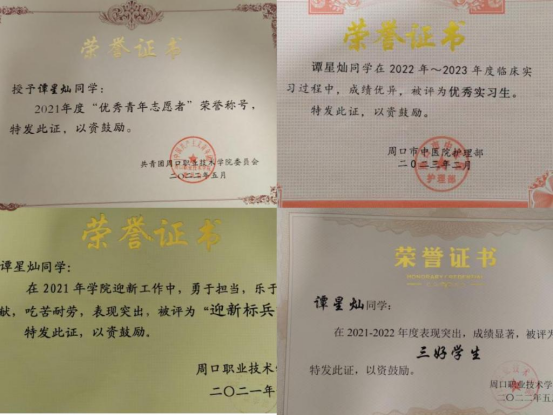 荣誉证书
授予谭星灿同学:
2021年度“优秀青年志愿者”荣誉称号,
特发此证,以资鼓励。
共青团周口职业技术学院委员会
二〇二二年五月
荣誉证书
谭星灿同学在2022年～2023年度临床实
习过程中,成绩优异,被评为优秀实习生。
特发此证,以资鼓励。
周口市中医院护理部
二〇二三年二月
护理部
荣誉证书
谭星灿同学:
在2021年学院迎新工作中,勇于担当,乐于
献,吃苦耐劳,表现突出,被评为“迎新标兵
特发此证,以资鼓励。
周口职业技术
二〇二一年
荣誉证书
谭星灿同学:
在2021-2022年度表现突出,成绩显著,被评为
三好学生
特发此证,以资鼓励。
周口职业技术学
二〇二二年五